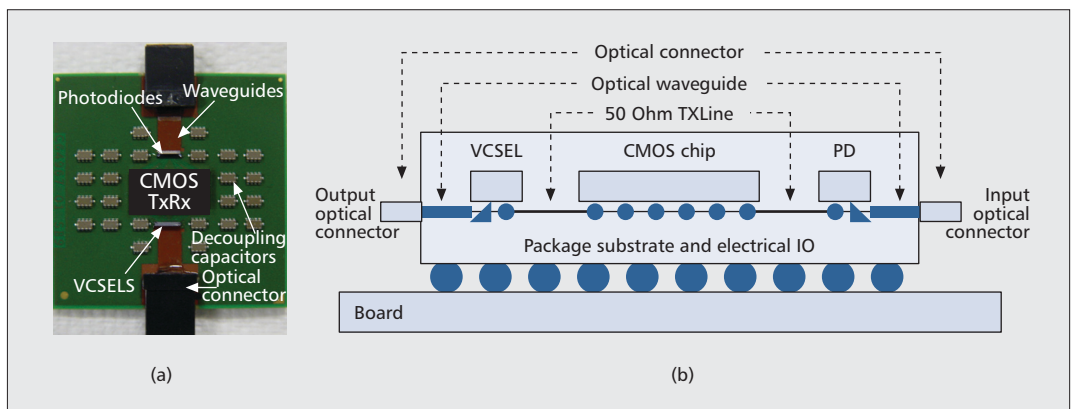 Photodiodes
Waveguides
CMOS
TxRx
Decoupling
capacitors
VCSELS
Optical
connector
(a)
Optical connector
Optical waveguide
50 Ohm TXLine
VCSEL
CMOS chip
PD
Output
optical
connector
Input
optical
connector
Package substrate and electrical IO
Board
(b)